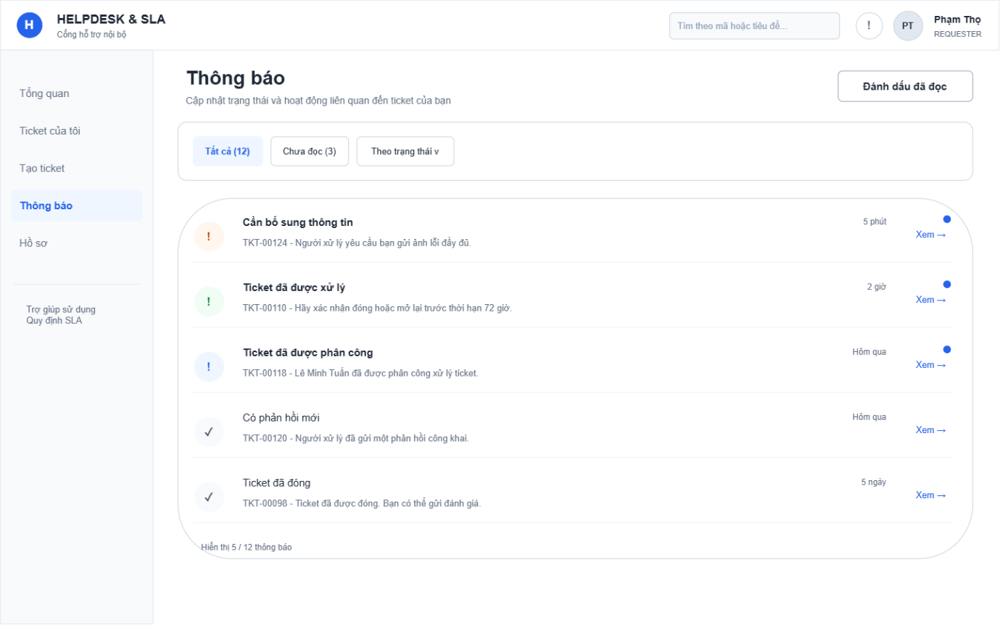 H
HELPDESK & SLA
Cổng hỗ trợ nội bộ
Tìm theo mã hoặc tiêu đề...
!
PT
Phạm Thọ
REQUESTER
Tổng quan
Ticket của tôi
Tạo ticket
Thông báo
Hồ sơ
Trợ giúp sử dụng
Quy định SLA
Thông báo
Cập nhật trạng thái và hoạt động liên quan đến ticket của bạn
Đánh dấu đã đọc
Tất cả (12)
Chưa đọc (3)
Theo trạng thái v
!
Cần bổ sung thông tin
5 phút
TKT-00124 - Người xử lý yêu cầu bạn gửi ảnh lỗi đầy đủ.
Xem →
!
Ticket đã được xử lý
2 giờ
TKT-00110 - Hãy xác nhận đóng hoặc mở lại trước thời hạn 72 giờ.
Xem →
!
Ticket đã được phân công
Hôm qua
TKT-00118 - Lê Minh Tuấn đã được phân công xử lý ticket.
Xem →
✓
Có phản hồi mới
Hôm qua
TKT-00120 - Người xử lý đã gửi một phản hồi công khai.
Xem →
✓
Ticket đã đóng
5 ngày
TKT-00098 - Ticket đã được đóng. Bạn có thể gửi đánh giá.
Xem →
Hiển thị 5 / 12 thông báo